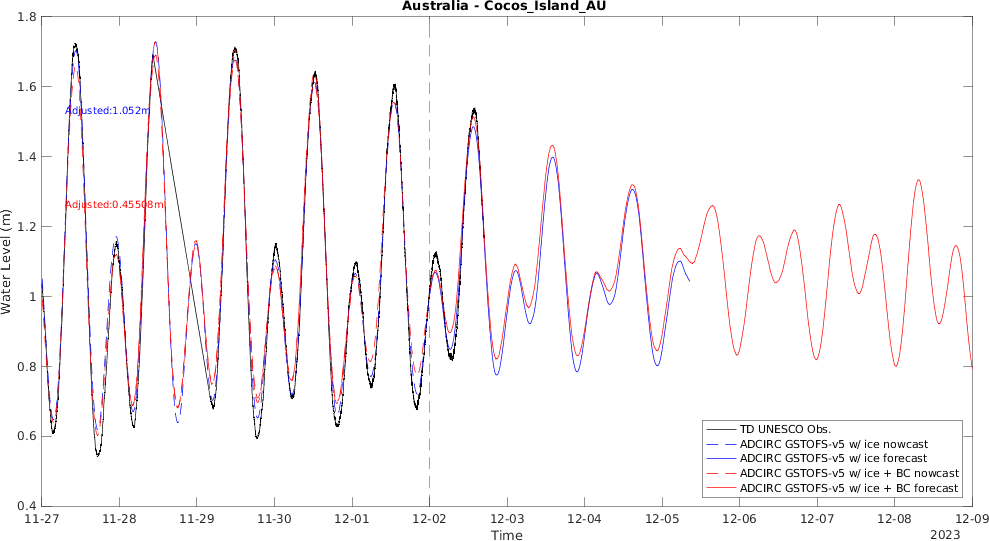 Australia - Cocos_Island_AU
1.8
1.6
1.4
1.2
1
0.8
0.6
0.4
Water Level (m)
Adjusted:1.052m
Adjusted:0.45508m
TD UNESCO Obs.
ADCIRC GSTOFS-v5 w/ ice nowcast
ADCIRC GSTOFS-v5 w/ ice forecast
ADCIRC GSTOFS-v5 w/ ice + BC nowcast
ADCIRC GSTOFS-v5 w/ ice + BC forecast
11-27 11-28 11-29 11-30 12-01 12-02 12-03 12-04 12-05 12-06 12-07 12-08 12-09
Time
2023